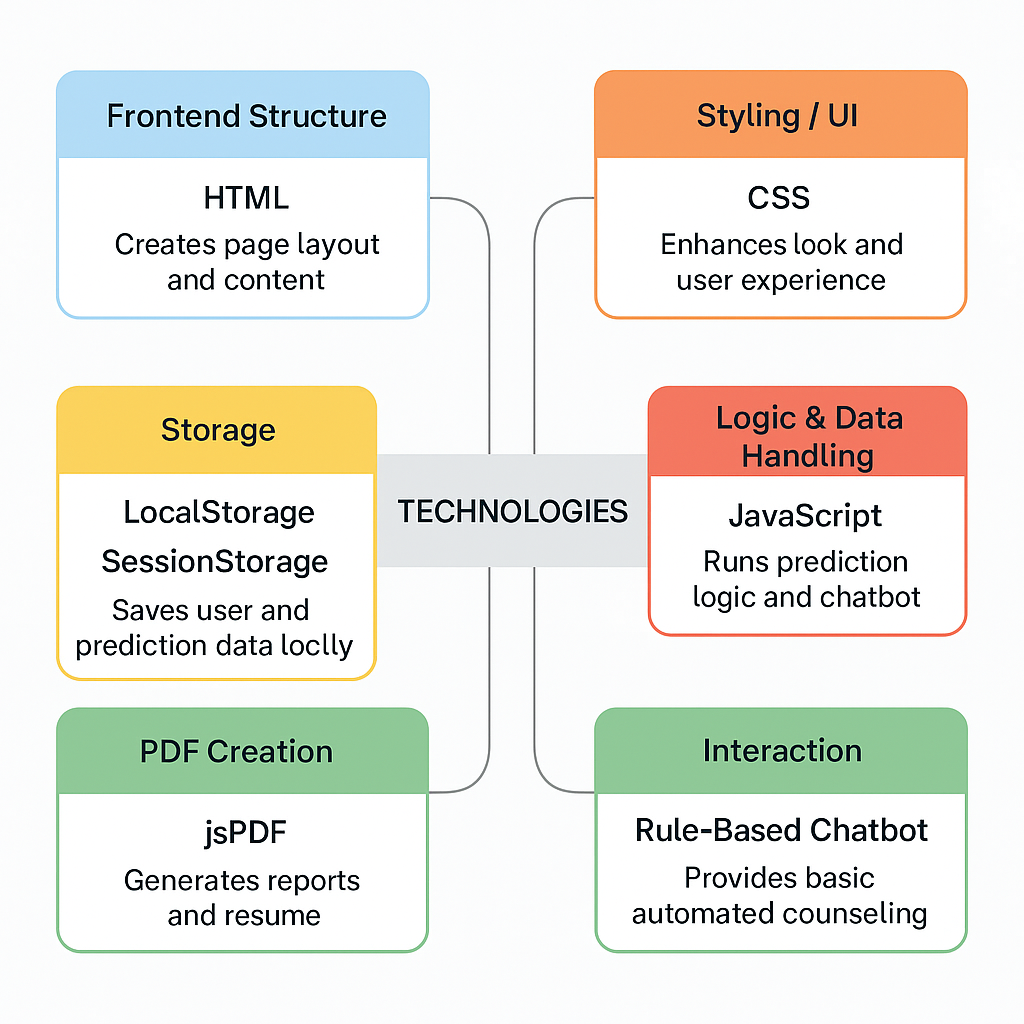 Frontend Structure
HTML
Creates page layout
and content
Styling / UI
CSS
Enhances look and
user experience
Storage
LocalStorage
SessionStorage
Saves user and
prediction data loclly
TECHNOLOGIES
Logic & Data
Handling
JavaScript
Runs prediction
logic and chatbot
PDF Creation
jsPDF
Generates reports
and resume
Interaction
Rule-Based Chatbot
Provides basic
automated counseling